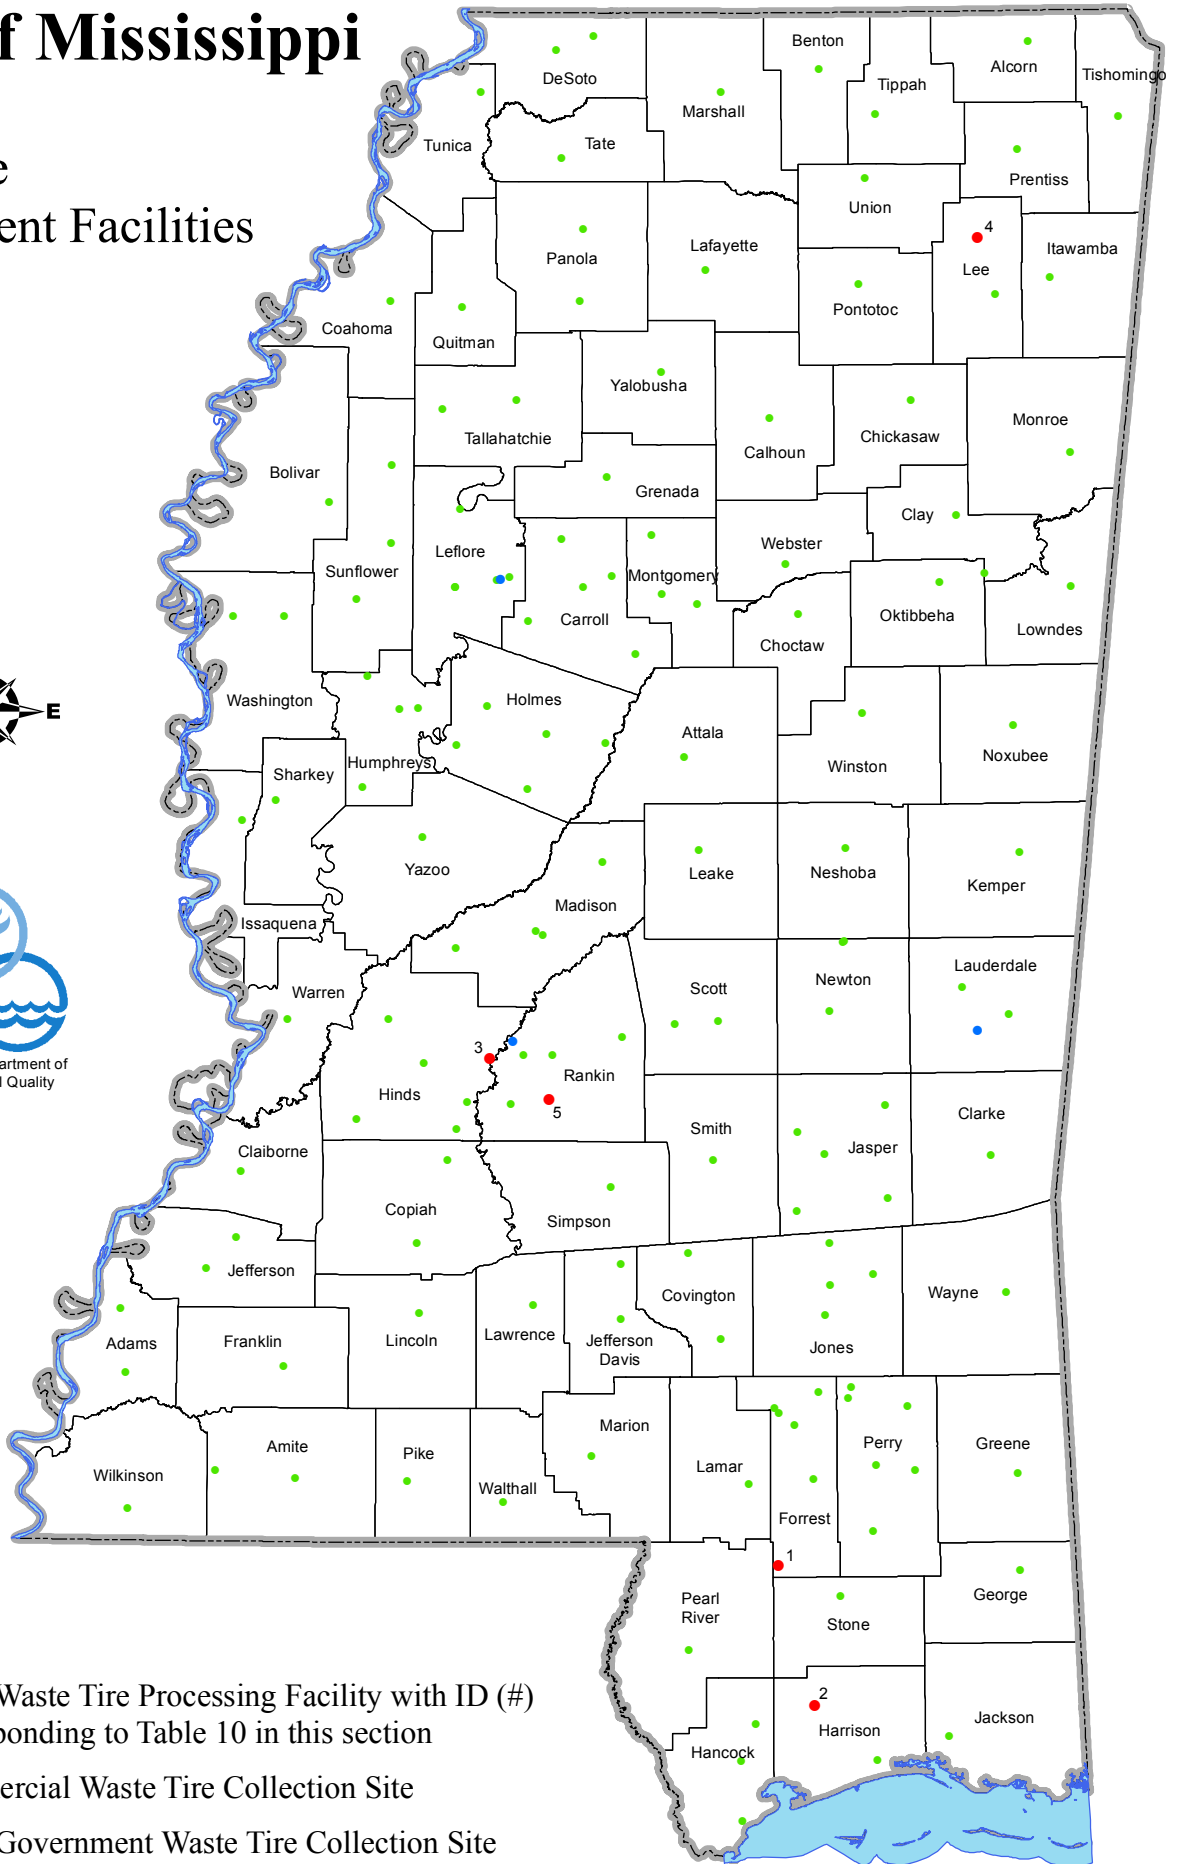 f Mississippi
e
ent Facilities
DeSoto
Benton
Alcorn
Tishomingo
Tippah
Marshall
Tunica
Tate
Prentiss
Union
4
Lee
Itawamba
Panola
Lafayette
Pontotoc
Coahoma
Quitman
Yalobusha
Tallahatchie
Calhoun
Chickasaw
Monroe
Bolivar
Grenada
Clay
Leflore
Sunflower
Webster
Montgomery
Carroll
Choctaw
Oktibbeha
Lowndes
E
Washington
Holmes
Attala
Winston
Noxubee
Sharkey
Humphreys
Yazoo
Leake
Neshoba
Kemper
Madison
Issaquena
Warren
Scott
Newton
Lauderdale
artment of
l Quality
3
Rankin
5
Hinds
Smith
Jasper
Clarke
Claiborne
Copiah
Simpson
Jefferson
Covington
Wayne
Adams
Franklin
Lincoln
Lawrence
Jefferson
Davis
Jones
Wilkinson
Amite
Pike
Walthall
Marion
Lamar
Forrest
Perry
Greene
1
Pearl
River
Stone
George
2
Harrison
Jackson
Hancock
Waste Tire Processing Facility with ID (#)
ponding to Table 10 in this section
ercial Waste Tire Collection Site
Government Waste Tire Collection Site